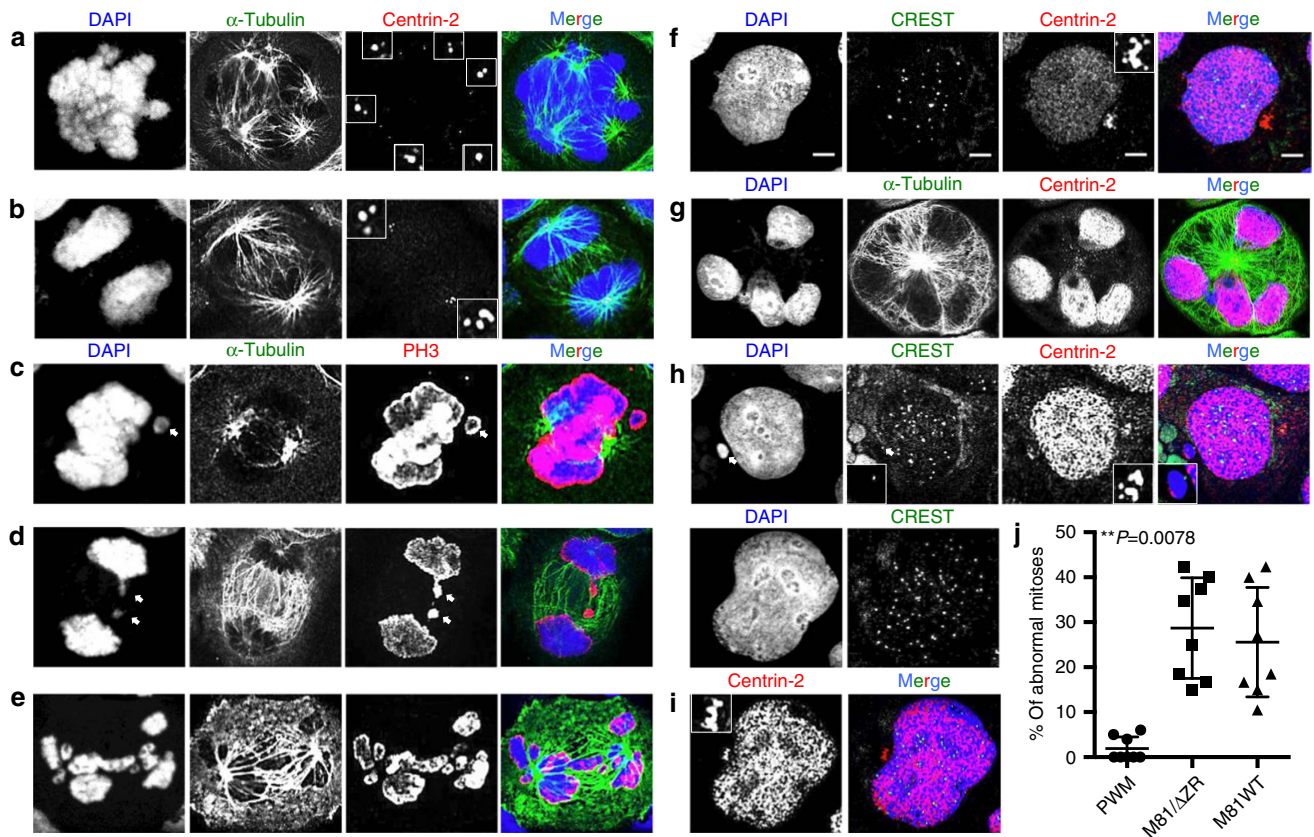 a
DAPI
α-Tubulin
Centrin-2
Merge
b
c
DAPI
α-Tubulin
PH3
Merge
d
e
f
DAPI
CREST
Centrin-2
Merge
g
DAPI
α-Tubulin
Centrin-2
Merge
h
DAPI
CREST
Centrin-2
Merge
DAPI
CREST
i
Centrin-2
Merge
j
**P=0.0078
% Of abnormal mitoses
50
40
30
20
10
0
PWM
M81/ΔZR
M81WT